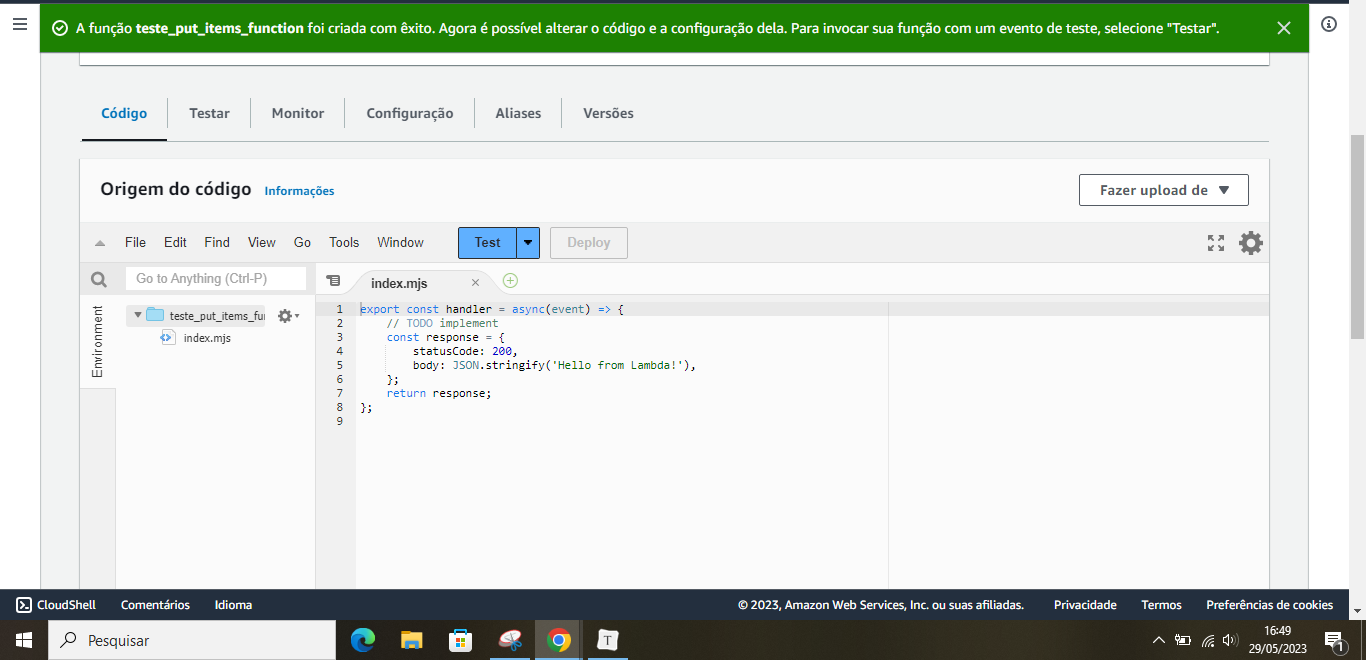 A função teste_put_items_function foi criada com êxito. Agora é possível alterar o código e a configuração dela. Para invocar sua função com um evento de teste, selecione "Testar".
Código Testar Monitor Configuração Aliases Versões
Origem do código Informações Fazer upload de
File Edit Find View Go Tools Window Test Deploy
Go to Anything (Ctrl-P) index.mjs
Environment
teste_put_items_fu
index.mjs
1 export const handler = async(event) => {
2 // TODO implement
3 const response = {
4 statusCode: 200,
5 body: JSON.stringify('Hello from Lambda!'),
6 };
7 return response;
8 };
9
CloudShell Comentários Idioma © 2023, Amazon Web Services, Inc. ou suas afiliadas. Privacidade Termos Preferências de cookies
Pesquisar T 16:49
29/05/2023 1